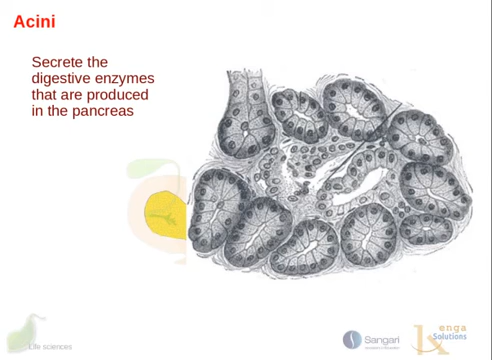 Acini
Secrete the
digestive enzymes
that are produced
in the pancreas
Life sciences
Sangari
enga
Solutions